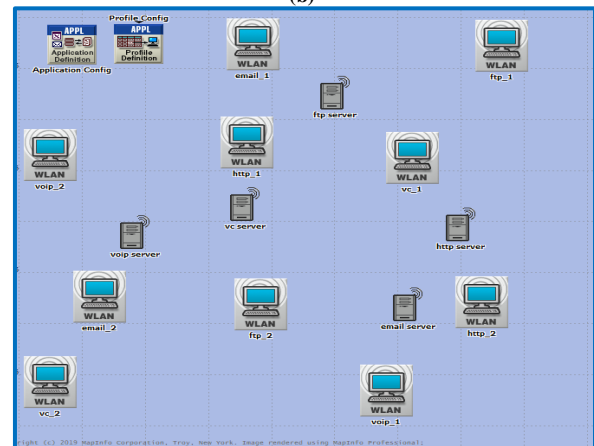 (b)
Profile Config
APPL
Application
Definition
Application Config
APPL
Profile
Definition
WLAN
email_1
WLAN
ftp_1
ftp server
WLAN
http_1
WLAN
voip_2
WLAN
vc_1
vc server
voip server
http server
WLAN
email_2
WLAN
ftp_2
email server
WLAN
http_2
WLAN
vc_2
WLAN
voip_1
right (c) 2019 MapInfo Corporation, Troy, New York. Image rendered using MapInfo Professional.